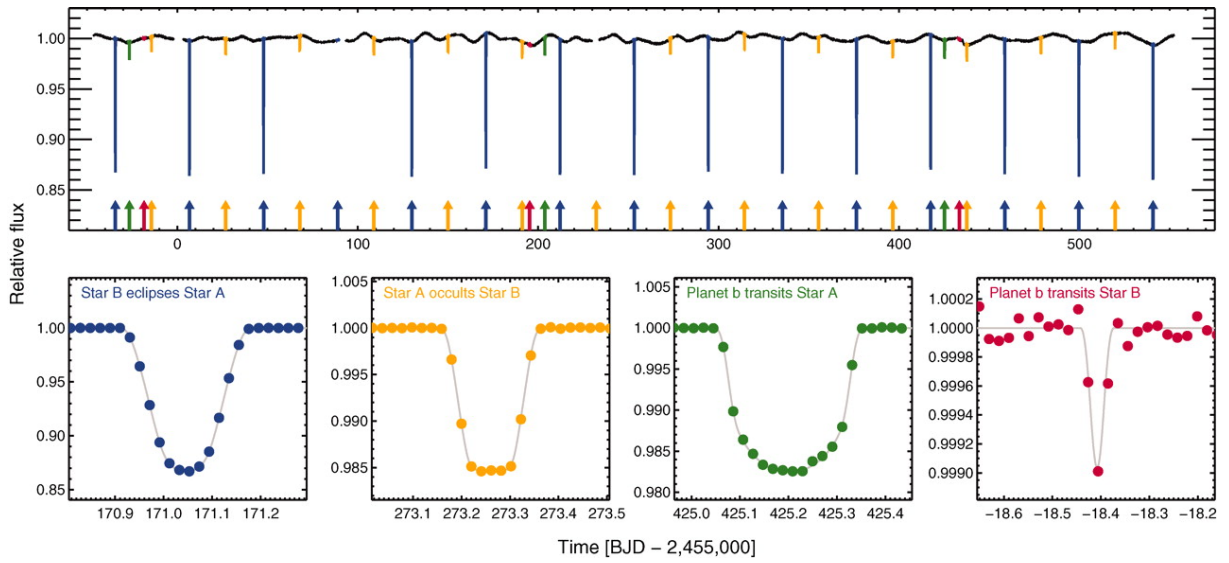 1.00
0.95
0.90
0.85
0 100 200 300 400 500
Relative flux
Star B eclipses Star A
1.00
0.95
0.90
0.85
170.9 171.0 171.1 171.2
Star A occults Star B
1.005
1.000
0.995
0.990
0.985
273.1 273.2 273.3 273.4 273.5
Planet b transits Star A
1.005
1.000
0.995
0.990
0.985
0.980
425.0 425.1 425.2 425.3 425.4
Planet b transits Star B
1.0002
1.0000
0.9998
0.9996
0.9994
0.9992
0.9990
−18.6 −18.5 −18.4 −18.3 −18.2
Time [BJD − 2,455,000]